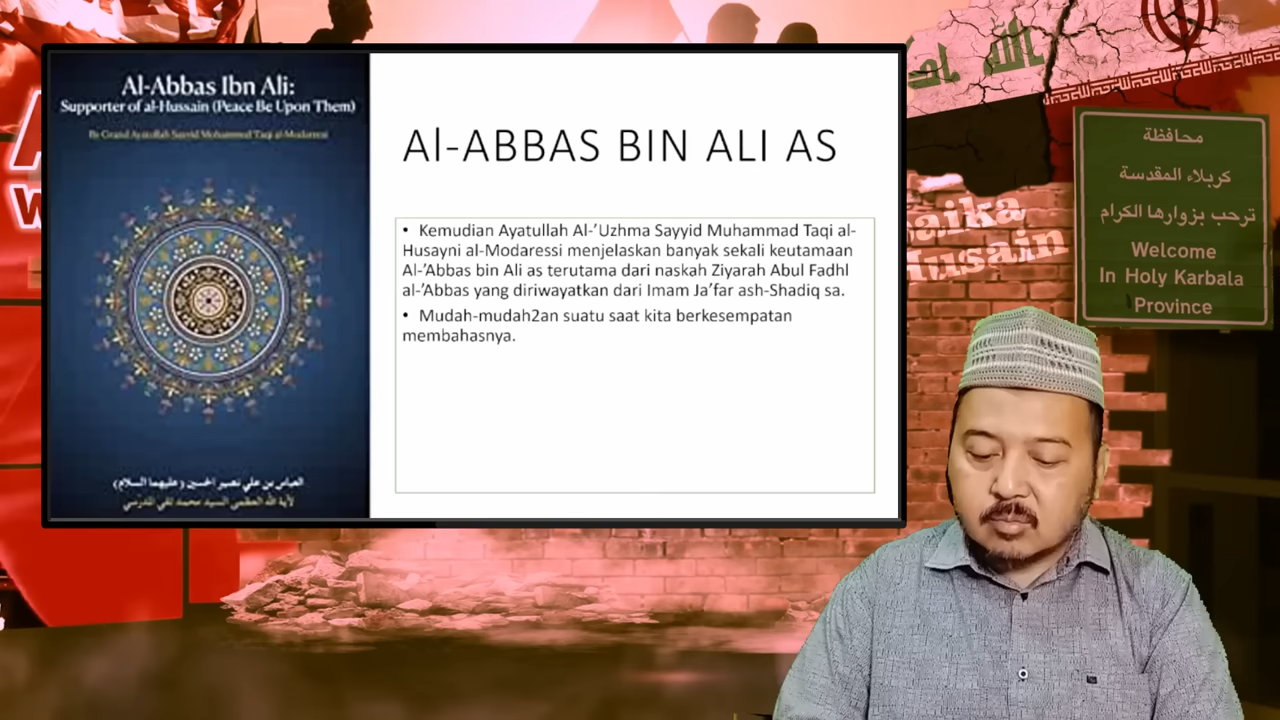 Al-Abbas Ibn Ali:
Supporter of al-Hussain (Peace Be Upon Them)
By Grand Ayatollah Sayyid Mohammed Taqi al-Modarresi
العباس بن علي نصير الحسين (عليهما السلام)
لآية الله العظمى السيد محمد تقي المدرسي
Al-ABBAS BIN ALI AS
• Kemudian Ayatullah Al-’Uzhma Sayyid Muhammad Taqi al-
Husayni al-Modaressi menjelaskan banyak sekali keutamaan
Al-’Abbas bin Ali as terutama dari naskah Ziyarah Abul Fadhl
al-’Abbas yang diriwayatkan dari Imam Ja’far ash-Shadiq sa.
• Mudah-mudah2an suatu saat kita berkesempatan
membahasnya.
الله
aika
usain
محافظة
كربلاء المقدسة
ترحب بزوارها الكرام
Welcome
In Holy Karbala
Province